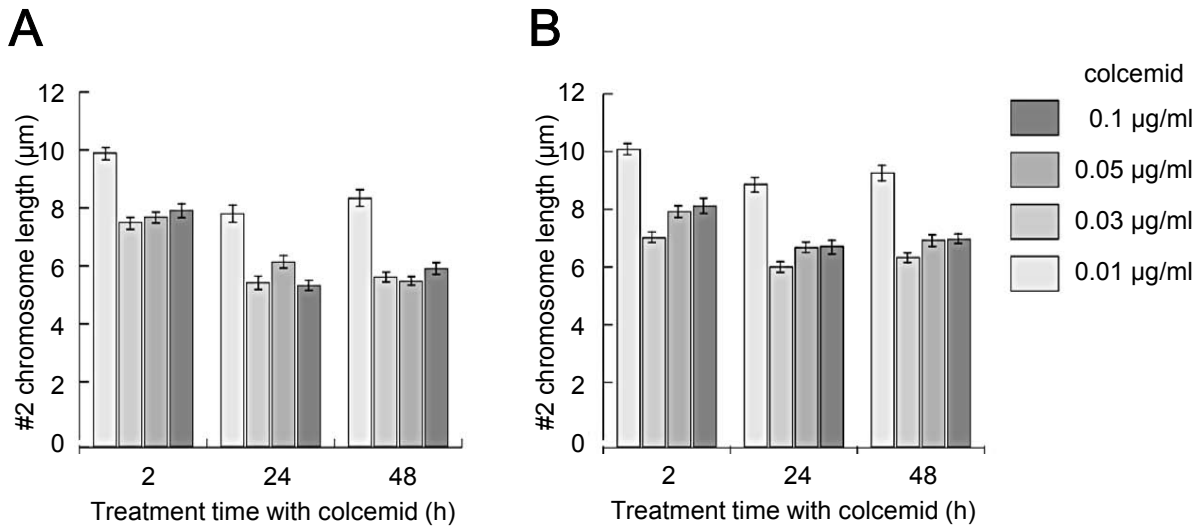 A
#2 chromosome length (µm)
12
10
8
6
4
2
0
2 24 48
Treatment time with colcemid (h)
B
#2 chromosome length (µm)
12
10
8
6
4
2
0
2 24 48
Treatment time with colcemid (h)
colcemid
0.1 µg/ml
0.05 µg/ml
0.03 µg/ml
0.01 µg/ml